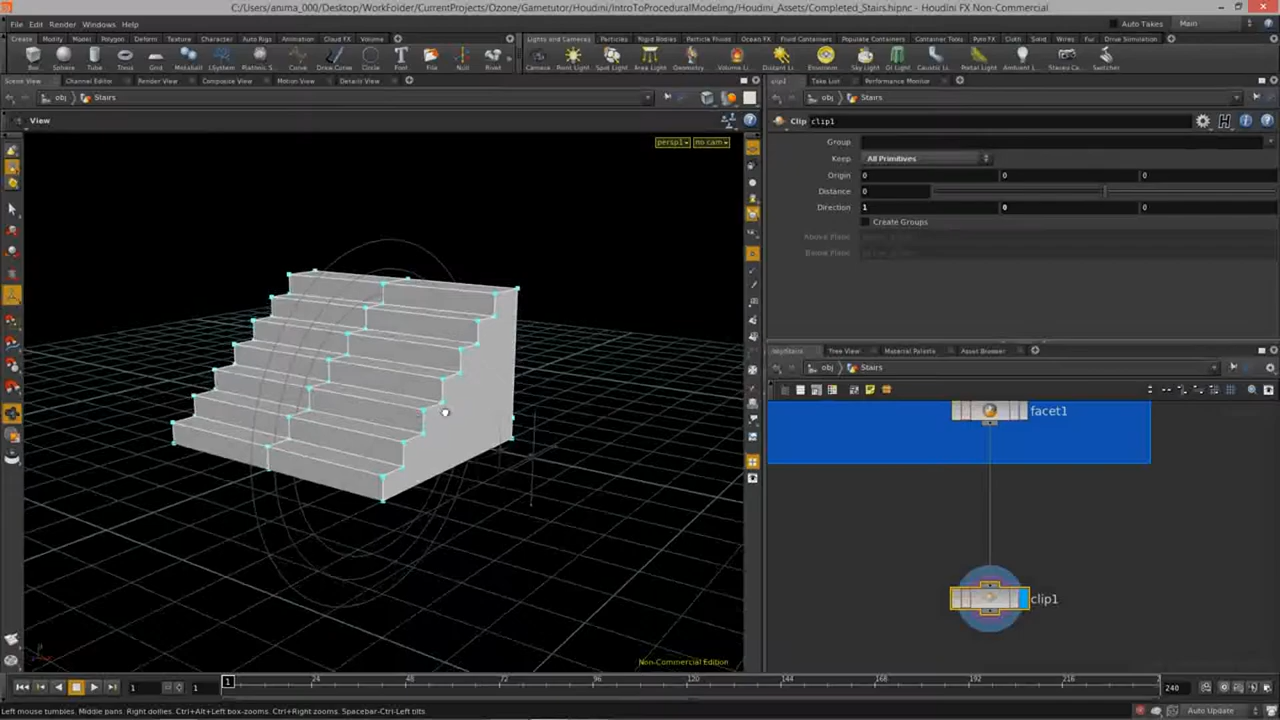 C:/Users/anima_000/Desktop/WorkFolder/CurrentProjects/Ozone/Gametutor/Houdini/IntroToProceduralModeling/Houdini_Assets/Completed_Stairs.hipnc - Houdini FX Non-Commercial
File Edit Render Windows Help
Auto Takes Main
Create Modify Model Polygon Deform Texture Character Rigging Animation Cloud FX Volume
Lights and Cameras Particles Rigid Bodies Particle Fluids Ocean FX Fluid Containers Populate Containers Container Tools Pyro FX Cloth Solid Wires Fur Drive Simulation
Box Sphere Tube Torus Grid Metaball LSystem Platonic S... Curve Draw Curve Circle Font File Null Rivet
Camera Point Light Spot Light Area Light Geometry... Volume Li... Distant Li... Environm... Sky Light GI Light Caustic Li... Portal Light Ambient L... Stereo Ca... Switcher
Scene View Channel Editor Render View Composite View Motion View Details View
clip1 Take List Performance Monitor
obj Stairs
obj Stairs
View
persp1 no cam
Clip clip1
Group
Keep All Primitives
Origin 0 0 0
Distance 0
Direction 1 0 0
Create Groups
Tree View Material Palette Asset Browser
obj Stairs
facet1
clip1
Non-Commercial Edition
1 1 1 24 48 72 96 120 144 168 192 216 2 240
Left mouse tumbles. Middle pans. Right dollies. Ctrl+Alt+Left box-zooms. Ctrl+Right zooms. Spacebar-Ctrl-Left tilts.
Auto Update